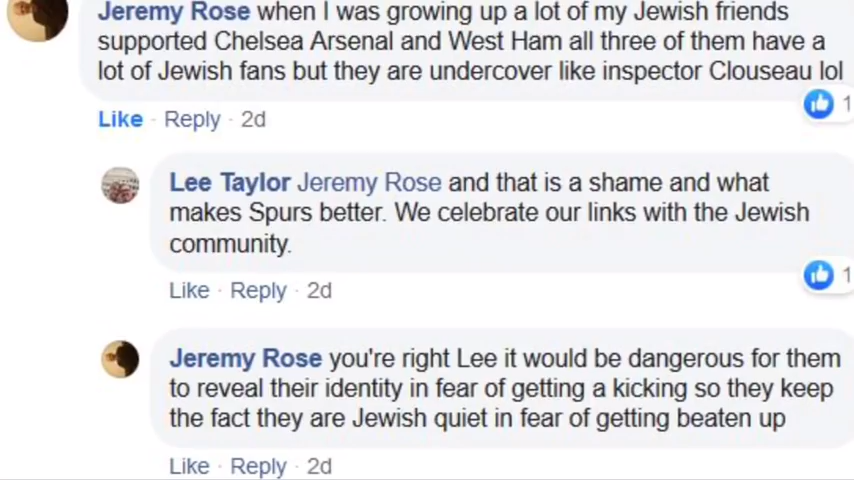 Jeremy Rose when I was growing up a lot of my Jewish friends
supported Chelsea Arsenal and West Ham all three of them have a
lot of Jewish fans but they are undercover like inspector Clouseau lol
1
Like · Reply · 2d
Lee Taylor Jeremy Rose and that is a shame and what
makes Spurs better. We celebrate our links with the Jewish
community.
1
Like · Reply · 2d
Jeremy Rose you're right Lee it would be dangerous for them
to reveal their identity in fear of getting a kicking so they keep
the fact they are Jewish quiet in fear of getting beaten up
Like · Reply · 2d